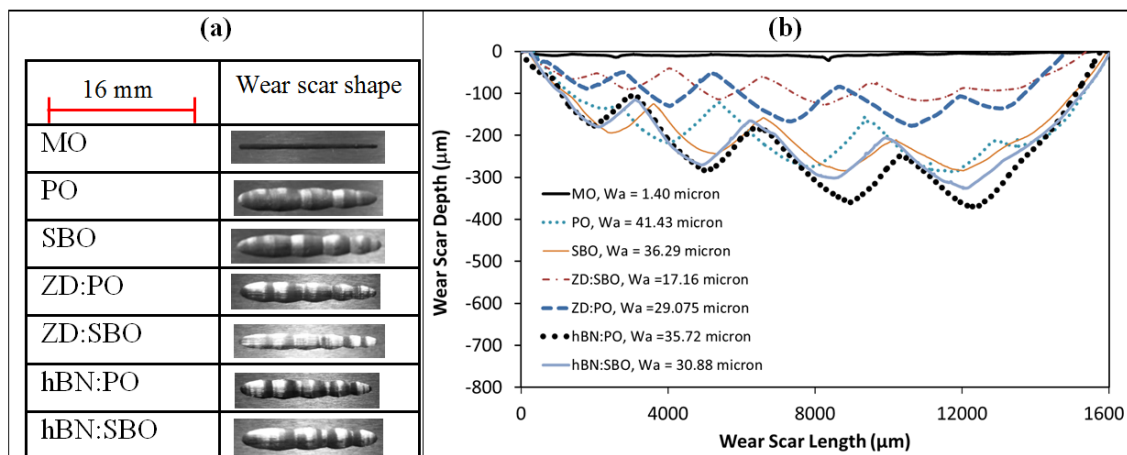 (a)
16 mm
Wear scar shape
MO
PO
SBO
ZD:PO
ZD:SBO
hBN:PO
hBN:SBO
(b)
0
-100
-200
-300
-400
-500
-600
-700
-800
Wear Scar Depth (μm)
MO, Wa = 1.40 micron
PO, Wa = 41.43 micron
SBO, Wa = 36.29 micron
ZD:SBO, Wa =17.16 micron
ZD:PO, Wa =29.075 micron
hBN:PO, Wa =35.72 micron
hBN:SBO, Wa = 30.88 micron
0 4000 8000 12000 1600
Wear Scar Length (μm)